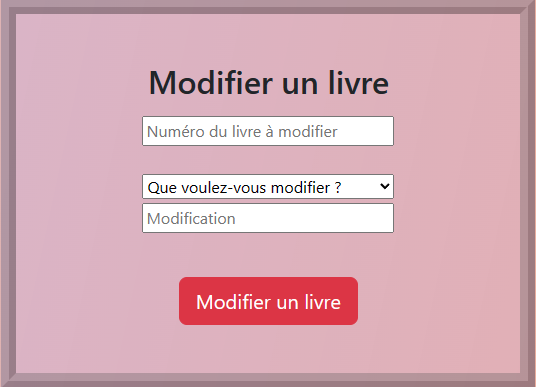 Modifier un livre
Numéro du livre à modifier
Que voulez-vous modifier ?
Modification
Modifier un livre